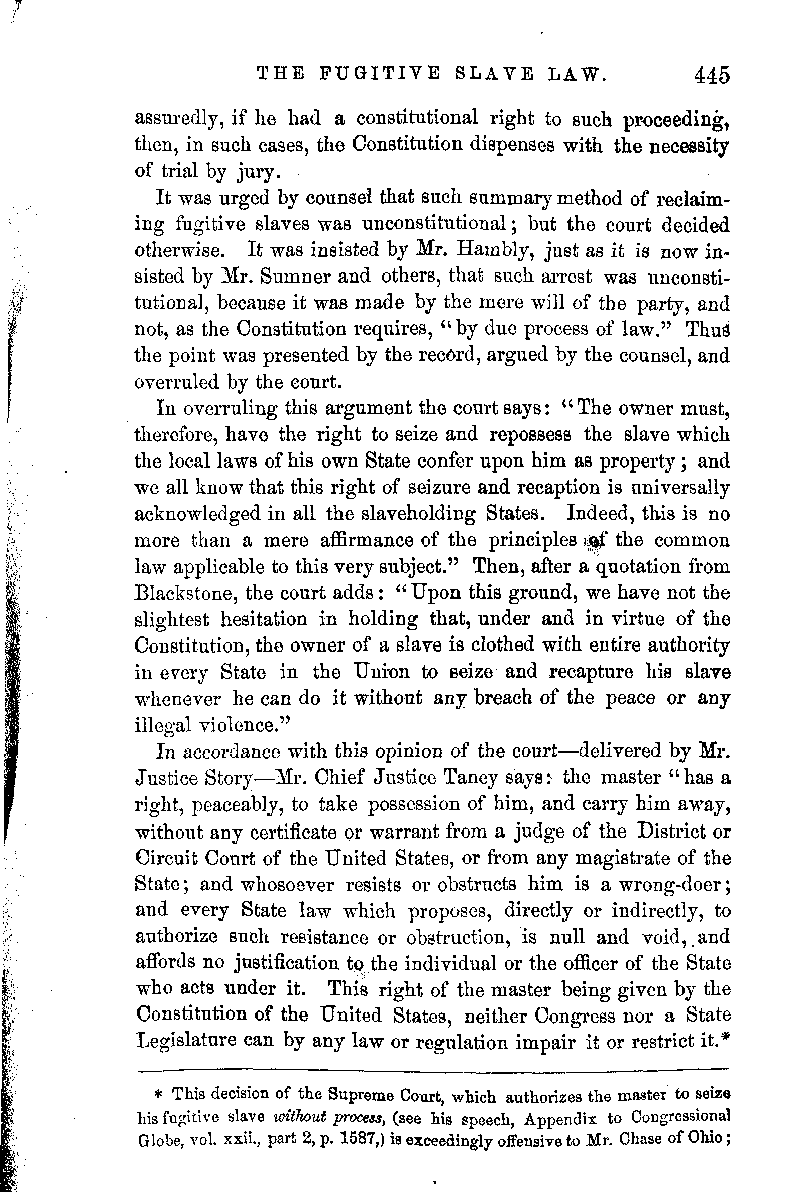 THE FUGITIVE SLAVE LAW. 445
assuredly, if he had a constitutional right to such proceeding,
then, in such cases, the Constitution dispenses with the necessity
of trial by jury.
It was urged by counsel that such summary method of reclaim-
ing fugitive slaves was unconstitutional; but the court decided
otherwise. It was insisted by Mr. Hambly, just as it is now in-
sisted by Mr. Sumner and others, that such arrest was unconsti-
tutional, because it was made by the mere will of the party, and
not, as the Constitution requires, "by due process of law." Thus
the point was presented by the record, argued by the counsel, and
overruled by the court.
In overruling this argument the court says: "The owner must,
therefore, have the right to seize and repossess the slave which
the local laws of his own State confer upon him as property; and
we all know that this right of seizure and recaption is universally
acknowledged in all the slaveholding States. Indeed, this is no
more than a mere affirmance of the principles of the common
law applicable to this very subject." Then, after a quotation from
Blackstone, the court adds: "Upon this ground, we have not the
slightest hesitation in holding that, under and in virtue of the
Constitution, the owner of a slave is clothed with entire authority
in every State in the Union to seize and recapture his slave
whenever he can do it without any breach of the peace or any
illegal violence."
In accordance with this opinion of the court—delivered by Mr.
Justice Story—Mr. Chief Justice Taney says: the master "has a
right, peaceably, to take possession of him, and carry him away,
without any certificate or warrant from a judge of the District or
Circuit Court of the United States, or from any magistrate of the
State; and whosoever resists or obstructs him is a wrong-doer;
and every State law which proposes, directly or indirectly, to
authorize such resistance or obstruction, is null and void, and
affords no justification to the individual or the officer of the State
who acts under it. This right of the master being given by the
Constitution of the United States, neither Congress nor a State
Legislature can by any law or regulation impair it or restrict it.*
* This decision of the Supreme Court, which authorizes the master to seize
his fugitive slave without process, (see his speech, Appendix to Congressional
Globe, vol. xxii., part 2, p. 1587,) is exceedingly offensive to Mr. Chase of Ohio;